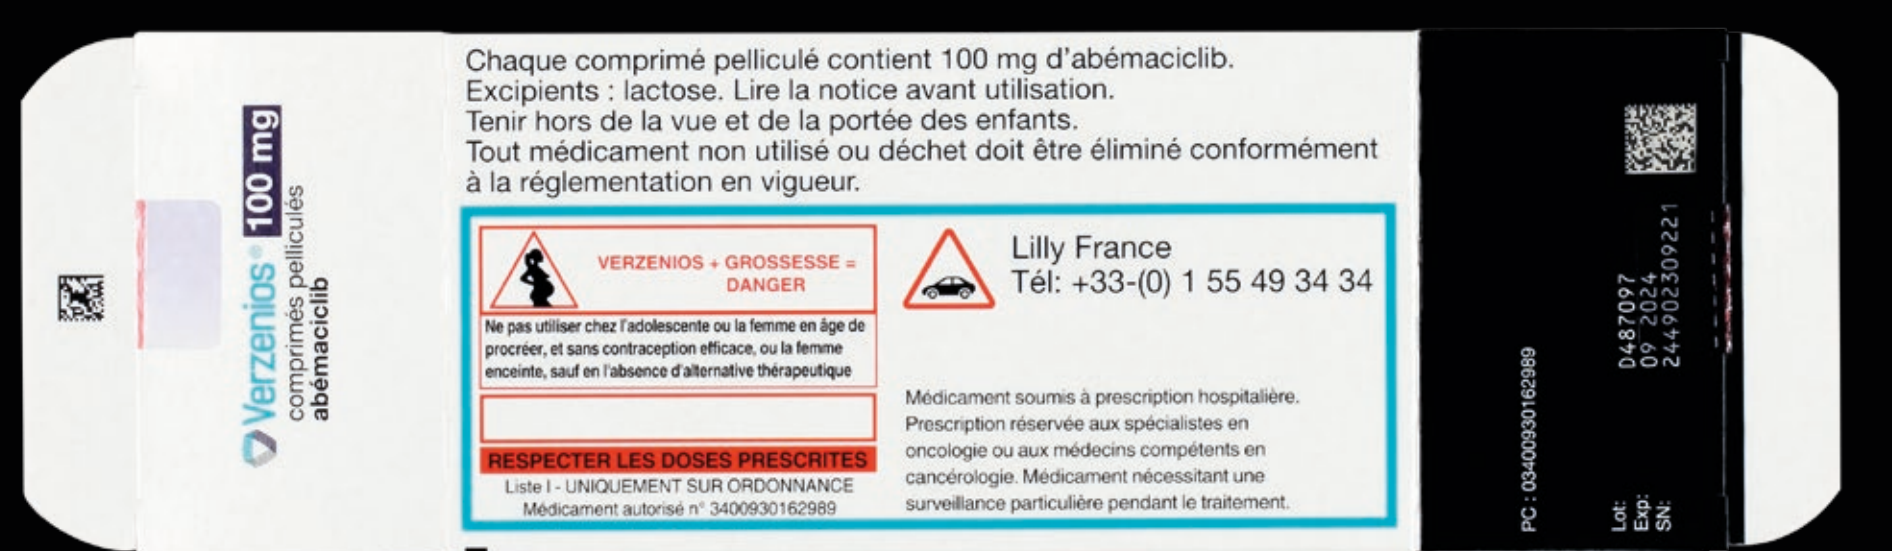 Verzenios® 100 mg
comprimés pelliculés
abémaciclib
Chaque comprimé pelliculé contient 100 mg d'abémaciclib.
Excipients : lactose. Lire la notice avant utilisation.
Tenir hors de la vue et de la portée des enfants.
Tout médicament non utilisé ou déchet doit être éliminé conformément
à la réglementation en vigueur.
VERZENIOS + GROSSESSE =
DANGER
Ne pas utiliser chez l'adolescente ou la femme en âge de
procréer, et sans contraception efficace, ou la femme
enceinte, sauf en l'absence d'alternative thérapeutique
RESPECTER LES DOSES PRESCRITES
Liste I - UNIQUEMENT SUR ORDONNANCE
Médicament autorisé n° 3400930162989
Lilly France
Tél: +33-(0) 1 55 49 34 34
Médicament soumis à prescription hospitalière.
Prescription réservée aux spécialistes en
oncologie ou aux médecins compétents en
cancérologie. Médicament nécessitant une
surveillance particulière pendant le traitement.
PC : 03400930162989
Lot: D487097
Exp: 09 2024
SN: 244902309221